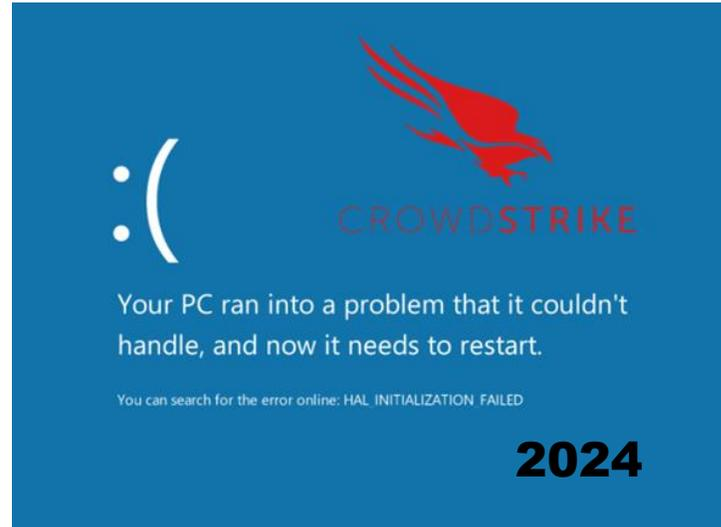 CROWDSTRIKE
:(
Your PC ran into a problem that it couldn't
handle, and now it needs to restart.
You can search for the error online: HAL_INITIALIZATION_FAILED
2024